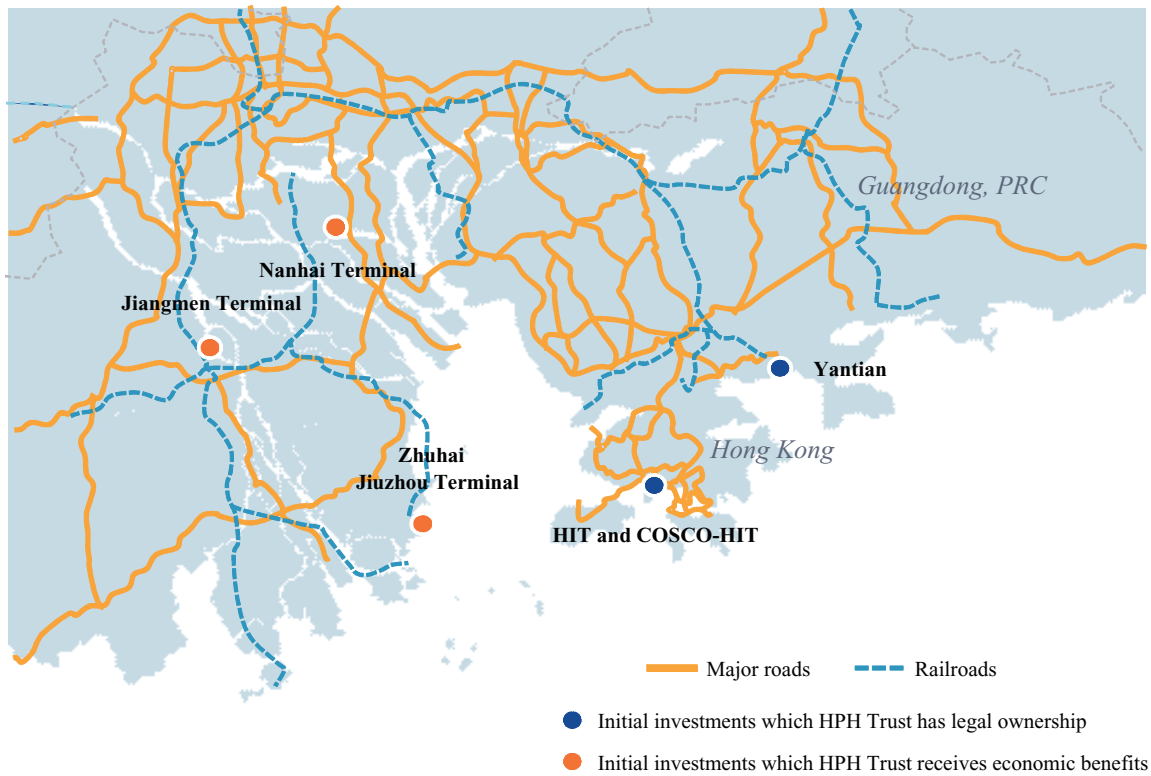 Guangdong, PRC
Nanhai Terminal
Jiangmen Terminal
Yantian
Zhuhai
Jiuzhou Terminal
Hong Kong
HIT and COSCO-HIT
Major roads
Railroads
Initial investments which HPH Trust has legal ownership
Initial investments which HPH Trust receives economic benefits